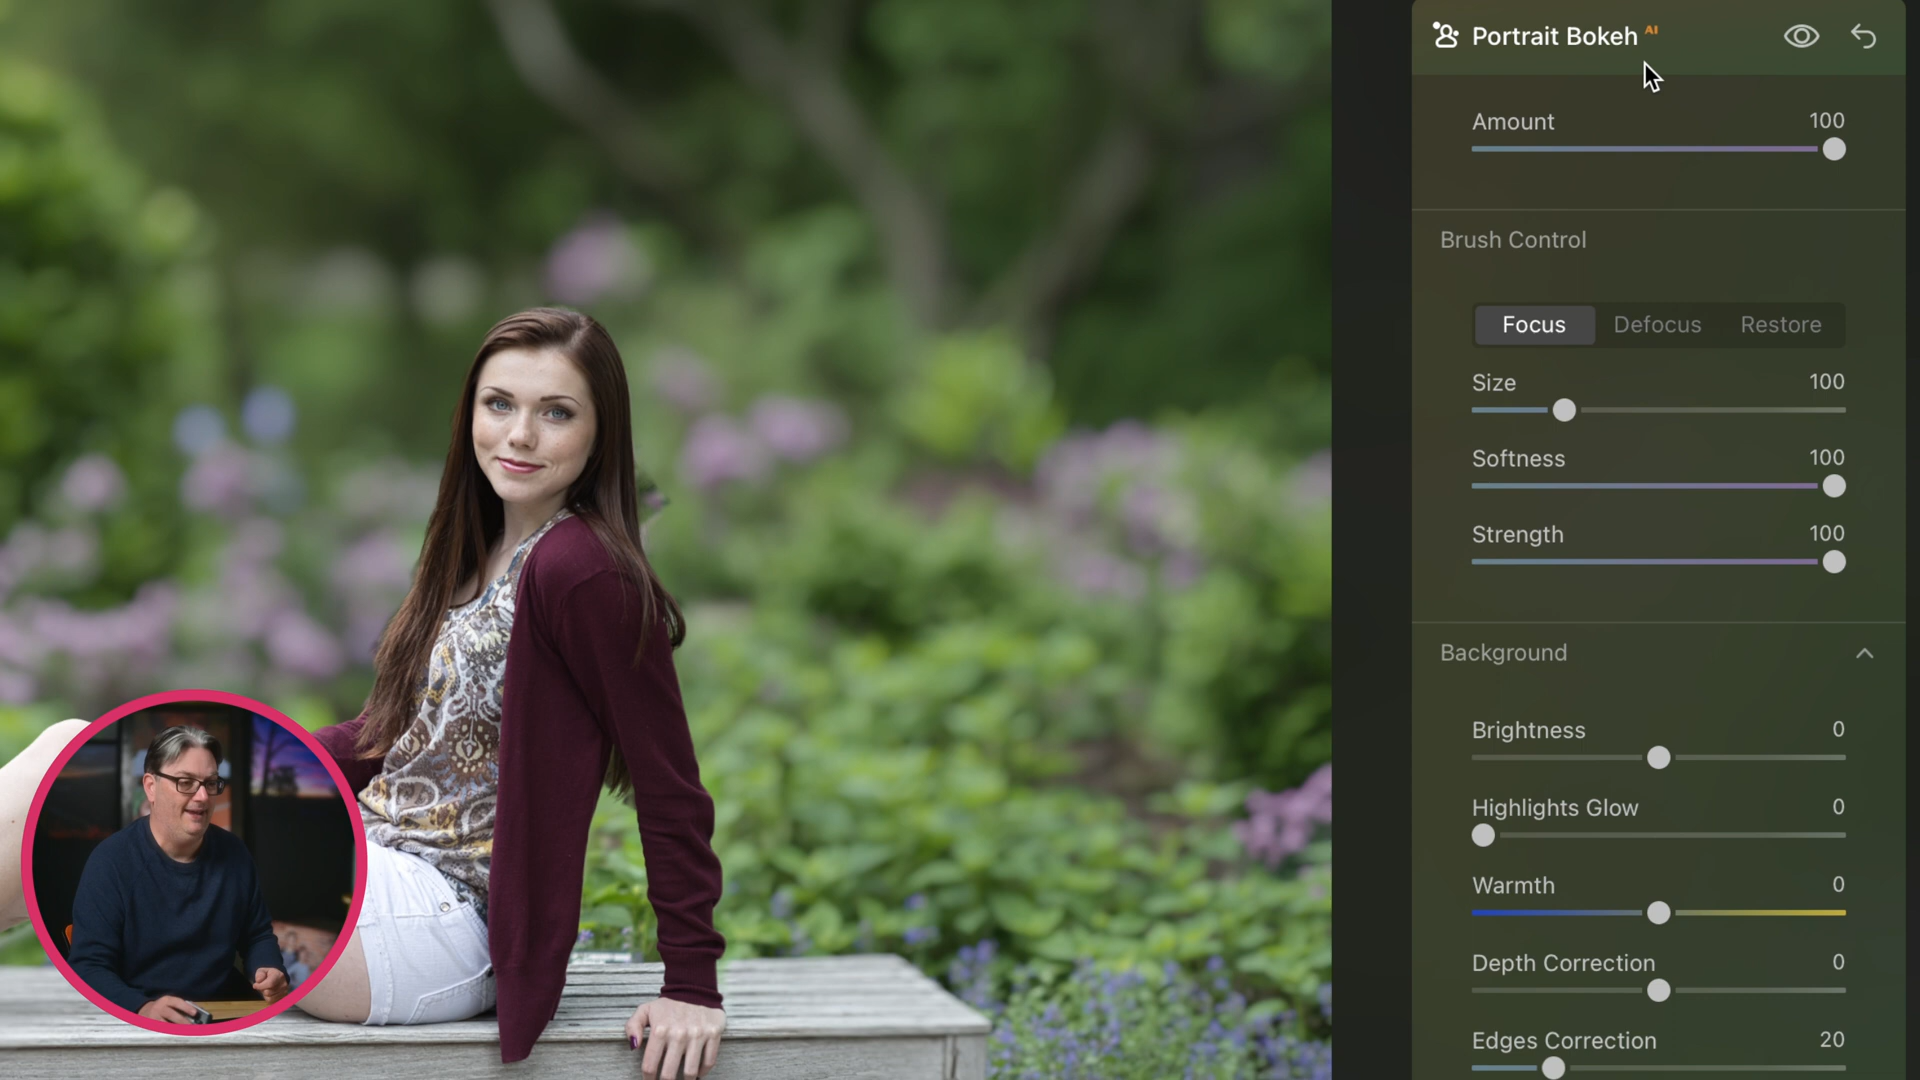 Portrait Bokeh AI
Amount 100
Brush Control
Focus Defocus Restore
Size 100
Softness 100
Strength 100
Background
Brightness 0
Highlights Glow 0
Warmth 0
Depth Correction 0
Edges Correction 20